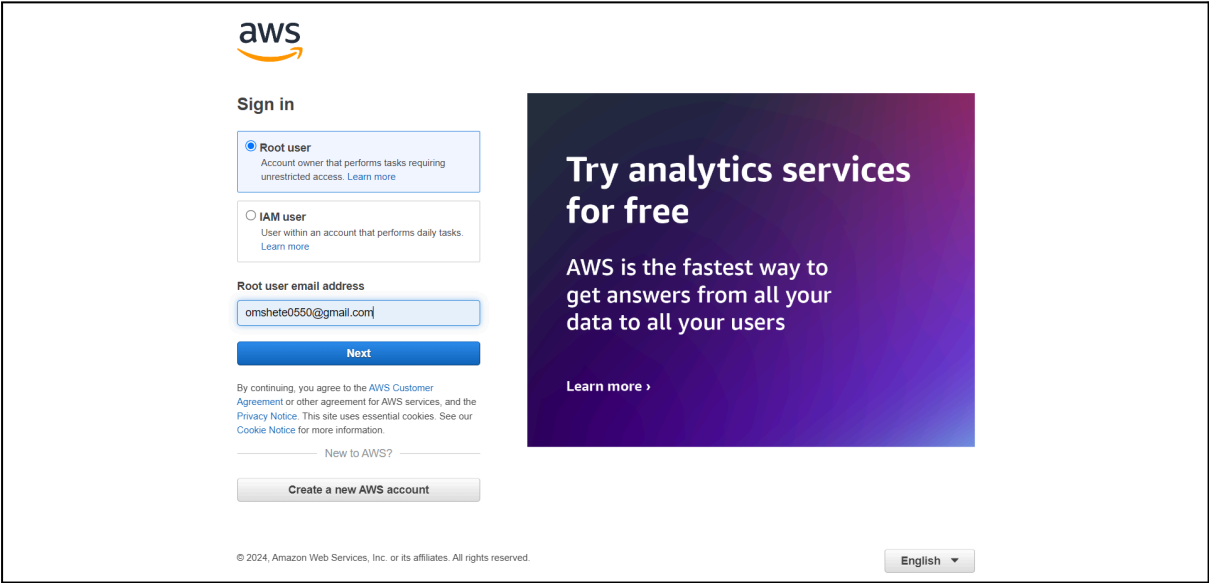 aws
Sign in
Root user
Account owner that performs tasks requiring
unrestricted access. Learn more
IAM user
User within an account that performs daily tasks.
Learn more
Root user email address
omshete0550@gmail.com
Next
By continuing, you agree to the AWS Customer
Agreement or other agreement for AWS services, and the
Privacy Notice. This site uses essential cookies. See our
Cookie Notice for more information.
New to AWS?
Create a new AWS account
Try analytics services
for free
AWS is the fastest way to
get answers from all your
data to all your users
Learn more ›
© 2024, Amazon Web Services, Inc. or its affiliates. All rights reserved.
English